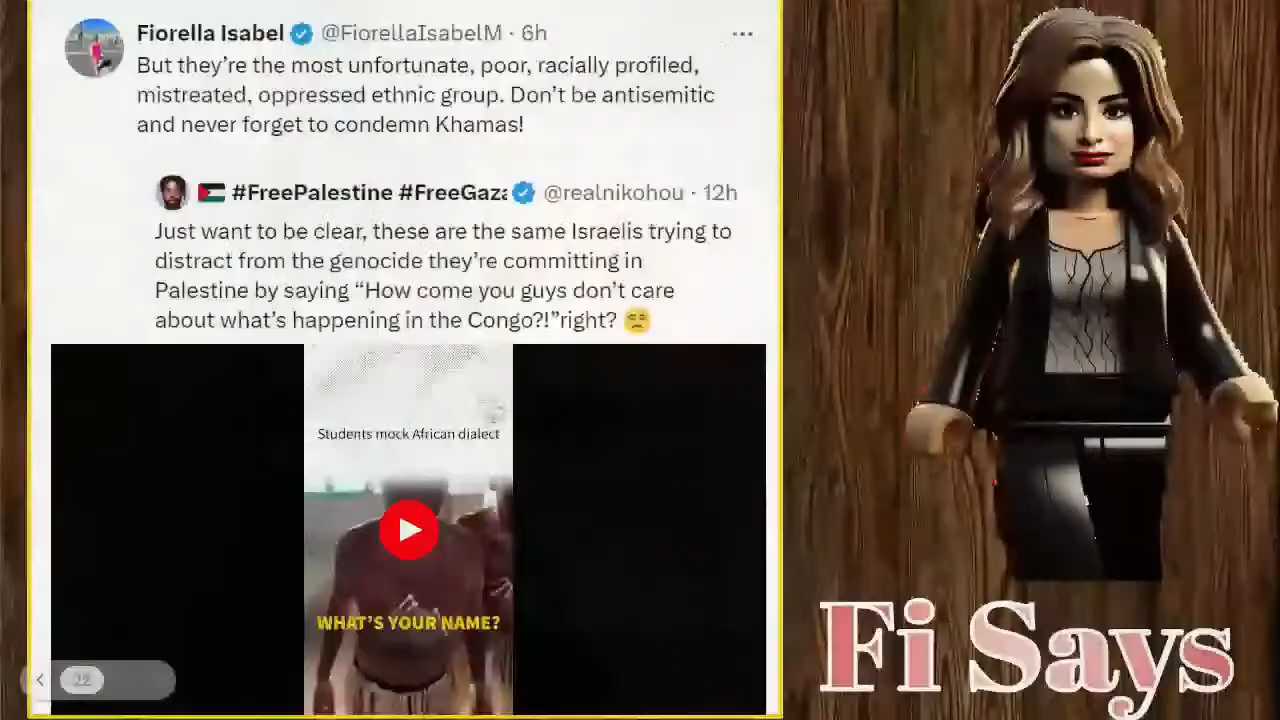 Fiorella Isabel @FiorellaIsabelM · 6h
But they're the most unfortunate, poor, racially profiled,
mistreated, oppressed ethnic group. Don't be antisemitic
and never forget to condemn Khamas!
#FreePalestine #FreeGaza @realnikohou · 12h
Just want to be clear, these are the same Israelis trying to
distract from the genocide they're committing in
Palestine by saying “How come you guys don't care
about what's happening in the Congo?!”right?
Students mock African dialect
WHAT'S YOUR NAME?
22
Fi Says